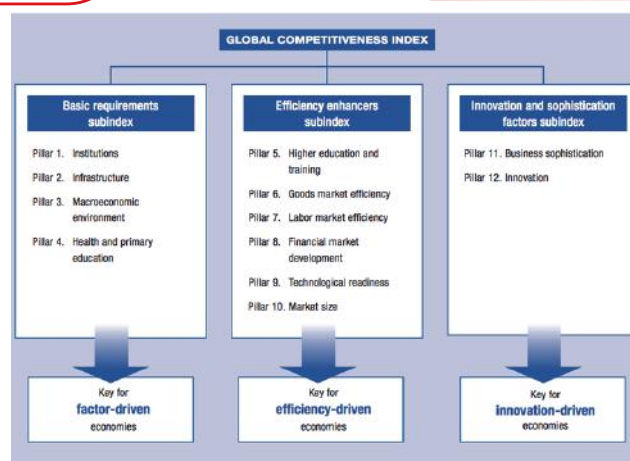 GLOBAL COMPETITIVENESS INDEX
Basic requirements
subindex
Pillar 1. Institutions
Pillar 2. Infrastructure
Pillar 3. Macroeconomic
environment
Pillar 4. Health and primary
education
Key for
factor-driven
economies
Efficiency enhancers
subindex
Pillar 5. Higher education and
training
Pillar 6. Goods market efficiency
Pillar 7. Labor market efficiency
Pillar 8. Financial market
development
Pillar 9. Technological readiness
Pillar 10. Market size
Key for
efficiency-driven
economies
Innovation and sophistication
factors subindex
Pillar 11. Business sophistication
Pillar 12. Innovation
Key for
innovation-driven
economies